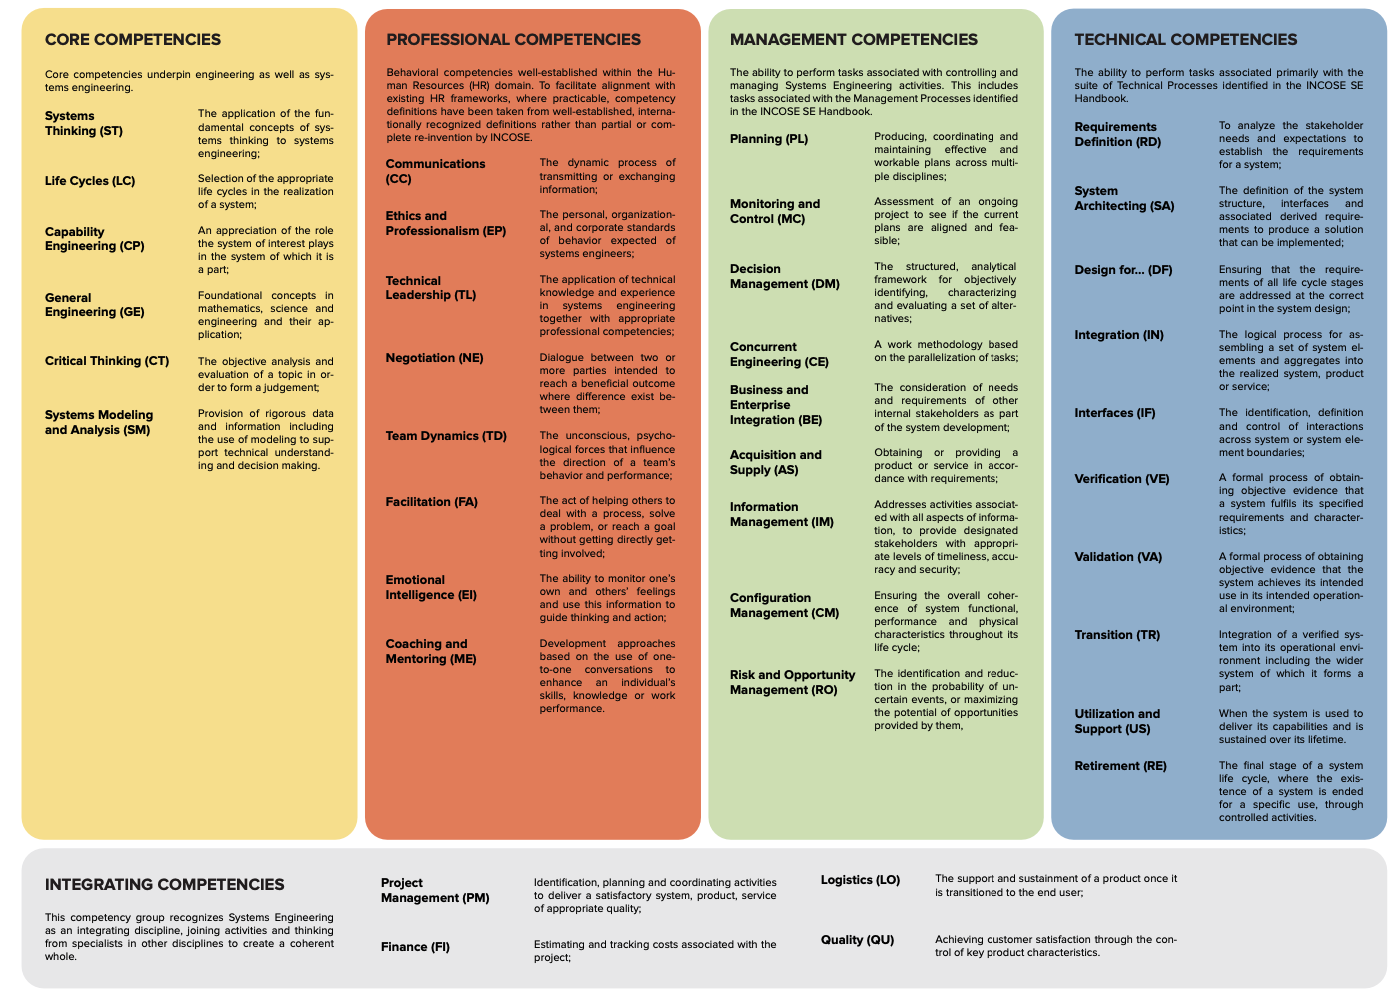 CORE COMPETENCIES
Core competencies underpin engineering as well as sys-
tems engineering.
Systems
Thinking (ST)
The application of the fun-
damental concepts of sys-
tems thinking to systems
engineering;
Life Cycles (LC)
Selection of the appropriate
life cycles in the realization
of a system;
Capability
Engineering (CP)
An appreciation of the role
the system of interest plays
in the system of which it is
a part;
General
Engineering (GE)
Foundational concepts in
mathematics, science and
engineering and their ap-
plication;
Critical Thinking (CT)
The objective analysis and
evaluation of a topic in or-
der to form a judgement;
Systems Modeling
and Analysis (SM)
Provision of rigorous data
and information including
the use of modeling to sup-
port technical understand-
ing and decision making.
PROFESSIONAL COMPETENCIES
Behavioral competencies well-established within the Hu-
man Resources (HR) domain. To facilitate alignment with
existing HR frameworks, where practicable, competency
definitions have been taken from well-established, interna-
tionally recognized definitions rather than partial or com-
plete re-invention by INCOSE.
Communications
(CC)
The dynamic process of
transmitting or exchanging
information;
Ethics and
Professionalism (EP)
The personal, organization-
al, and corporate standards
of behavior expected of
systems engineers;
Technical
Leadership (TL)
The application of technical
knowledge and experience
in systems engineering
together with appropriate
professional competencies;
Negotiation (NE)
Dialogue between two or
more parties intended to
reach a beneficial outcome
where difference exist be-
tween them;
Team Dynamics (TD)
The unconscious, psycho-
logical forces that influence
the direction of a team's
behavior and performance;
Facilitation (FA)
The act of helping others to
deal with a process, solve
a problem, or reach a goal
without getting directly get-
ting involved;
Emotional
Intelligence (EI)
The ability to monitor one's
own and others' feelings
and use this information to
guide thinking and action;
Coaching and
Mentoring (ME)
Development approaches
based on the use of one-
to-one conversations to
enhance an individual's
skills, knowledge or work
performance.
MANAGEMENT COMPETENCIES
The ability to perform tasks associated with controlling and
managing Systems Engineering activities. This includes
tasks associated with the Management Processes identified
in the INCOSE SE Handbook.
Planning (PL)
Producing, coordinating and
maintaining effective and
workable plans across multi-
ple disciplines;
Monitoring and
Control (MC)
Assessment of an ongoing
project to see if the current
plans are aligned and fea-
sible;
Decision
Management (DM)
The structured, analytical
framework for objectively
identifying, characterizing
and evaluating a set of alter-
natives;
Concurrent
Engineering (CE)
A work methodology based
on the parallelization of tasks;
Business and
Enterprise
Integration (BE)
The consideration of needs
and requirements of other
internal stakeholders as part
of the system development;
Acquisition and
Supply (AS)
Obtaining or providing a
product or service in accor-
dance with requirements;
Information
Management (IM)
Addresses activities associat-
ed with all aspects of informa-
tion, to provide designated
stakeholders with appropri-
ate levels of timeliness, accu-
racy and security;
Configuration
Management (CM)
Ensuring the overall coher-
ence of system functional,
performance and physical
characteristics throughout its
life cycle;
Risk and Opportunity
Management (RO)
The identification and reduc-
tion in the probability of un-
certain events, or maximizing
the potential of opportunities
provided by them,
TECHNICAL COMPETENCIES
The ability to perform tasks associated primarily with the
suite of Technical Processes identified in the INCOSE SE
Handbook.
Requirements
Definition (RD)
To analyze the stakeholder
needs and expectations to
establish the requirements
for a system;
System
Architecting (SA)
The definition of the system
structure, interfaces and
associated derived require-
ments to produce a solution
that can be implemented;
Design for... (DF)
Ensuring that the require-
ments of all life cycle stages
are addressed at the correct
point in the system design;
Integration (IN)
The logical process for as-
sembling a set of system el-
ements and aggregates into
the realized system, product
or service;
Interfaces (IF)
The identification, definition
and control of interactions
across system or system ele-
ment boundaries;
Verification (VE)
A formal process of obtain-
ing objective evidence that
a system fulfils its specified
requirements and character-
istics;
Validation (VA)
A formal process of obtaining
objective evidence that the
system achieves its intended
use in its intended operation-
al environment;
Transition (TR)
Integration of a verified sys-
tem into its operational envi-
ronment including the wider
system of which it forms a
part;
Utilization and
Support (US)
When the system is used to
deliver its capabilities and is
sustained over its lifetime.
Retirement (RE)
The final stage of a system
life cycle, where the exis-
tence of a system is ended
for a specific use, through
controlled activities.
INTEGRATING COMPETENCIES
This competency group recognizes Systems Engineering
as an integrating discipline, joining activities and thinking
from specialists in other disciplines to create a coherent
whole.
Project
Management (PM)
Identification, planning and coordinating activities
to deliver a satisfactory system, product, service
of appropriate quality;
Finance (FI)
Estimating and tracking costs associated with the
project;
Logistics (LO)
The support and sustainment of a product once it
is transitioned to the end user;
Quality (QU)
Achieving customer satisfaction through the con-
trol of key product characteristics.